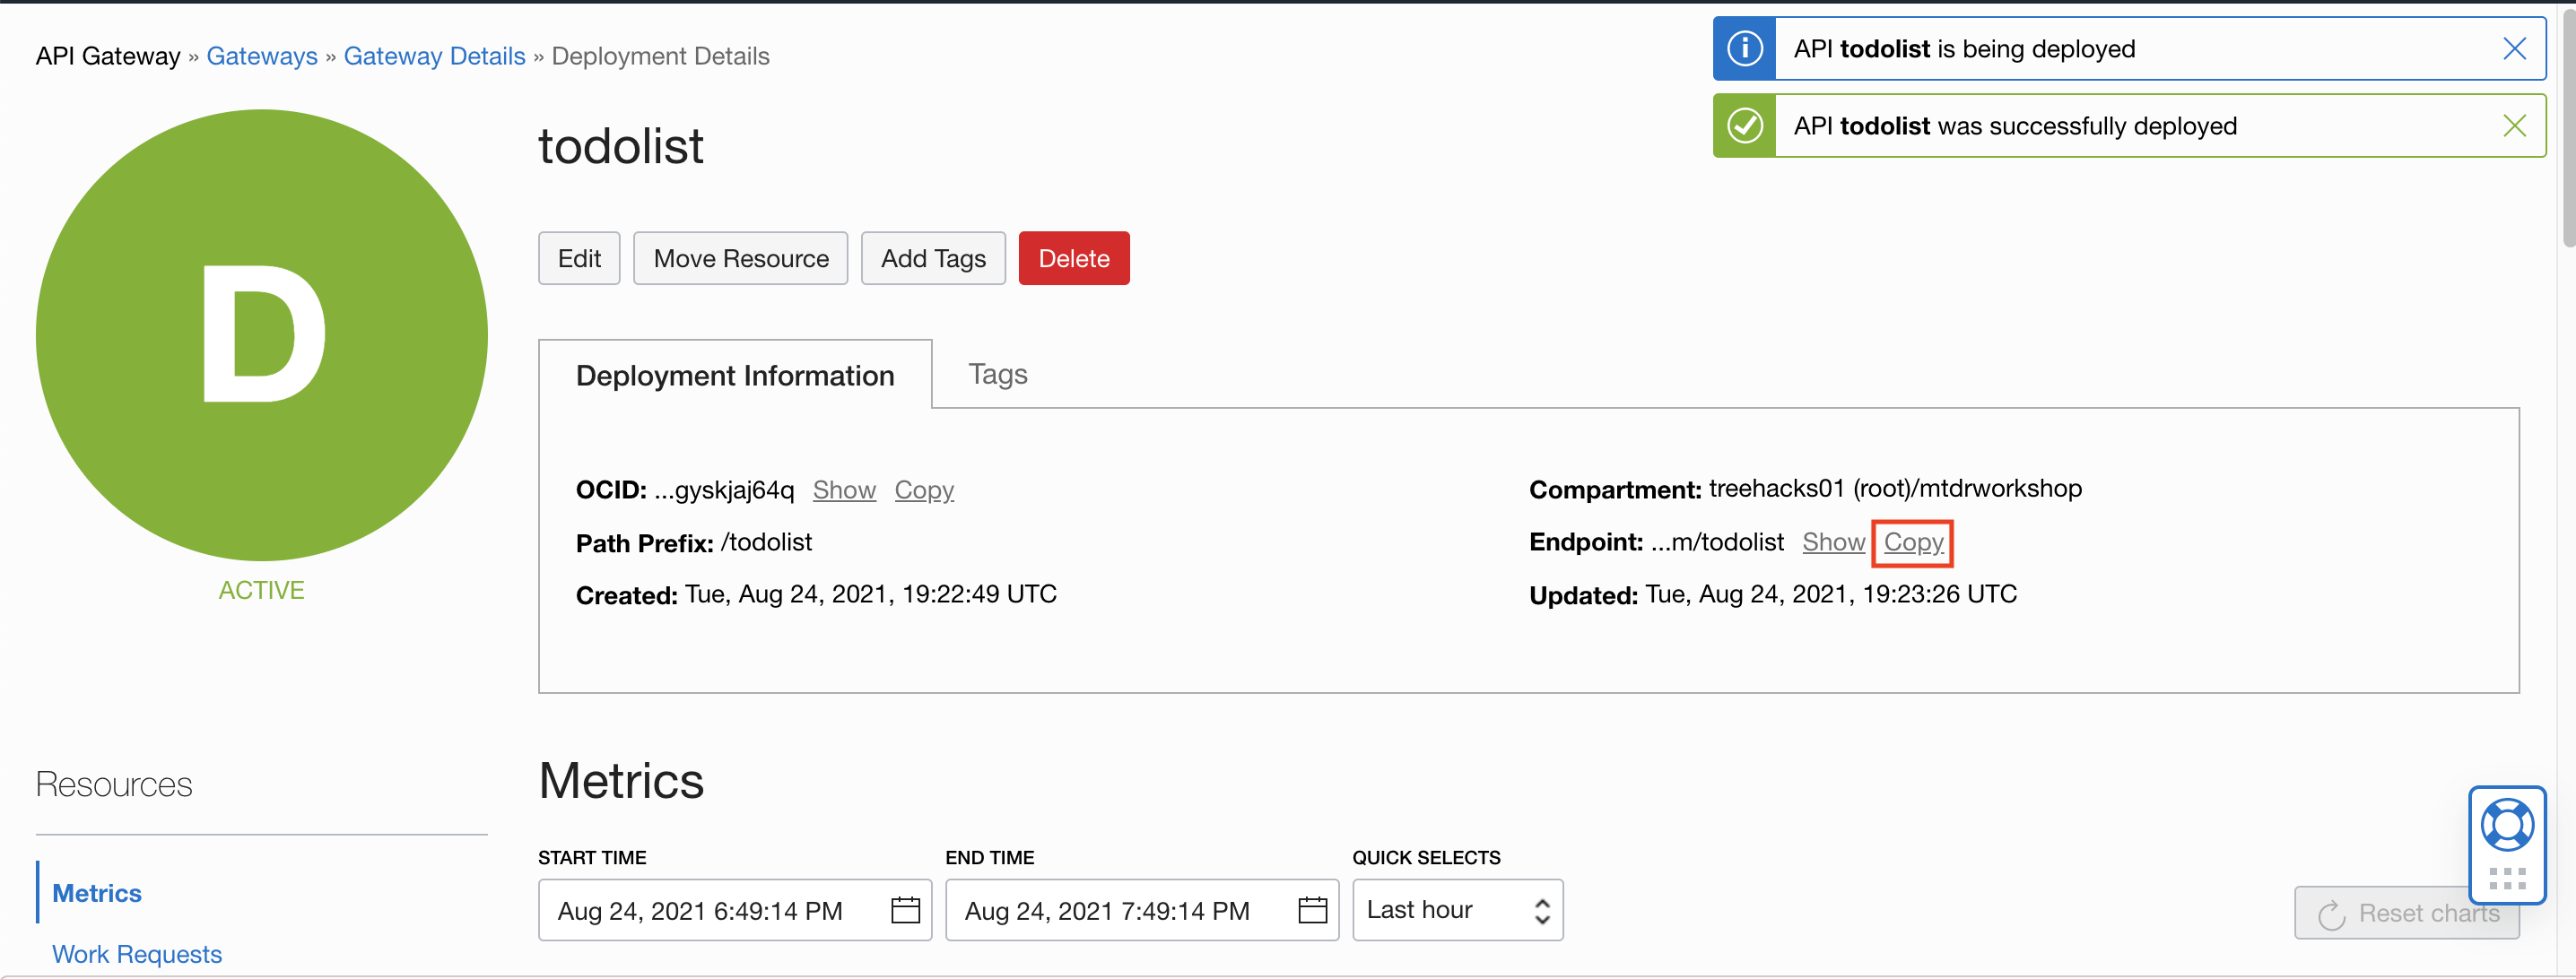 API Gateway » Gateways » Gateway Details » Deployment Details
API todolist is being deployed
API todolist was successfully deployed
D
ACTIVE
todolist
Edit Move Resource Add Tags Delete
Deployment Information Tags
OCID: ...gyskjaj64q Show Copy
Path Prefix: /todolist
Created: Tue, Aug 24, 2021, 19:22:49 UTC
Compartment: treehacks01 (root)/mtdrworkshop
Endpoint: ...m/todolist Show Copy
Updated: Tue, Aug 24, 2021, 19:23:26 UTC
Resources
Metrics
Work Requests
Metrics
START TIME END TIME QUICK SELECTS
Aug 24, 2021 6:49:14 PM Aug 24, 2021 7:49:14 PM Last hour
Reset charts